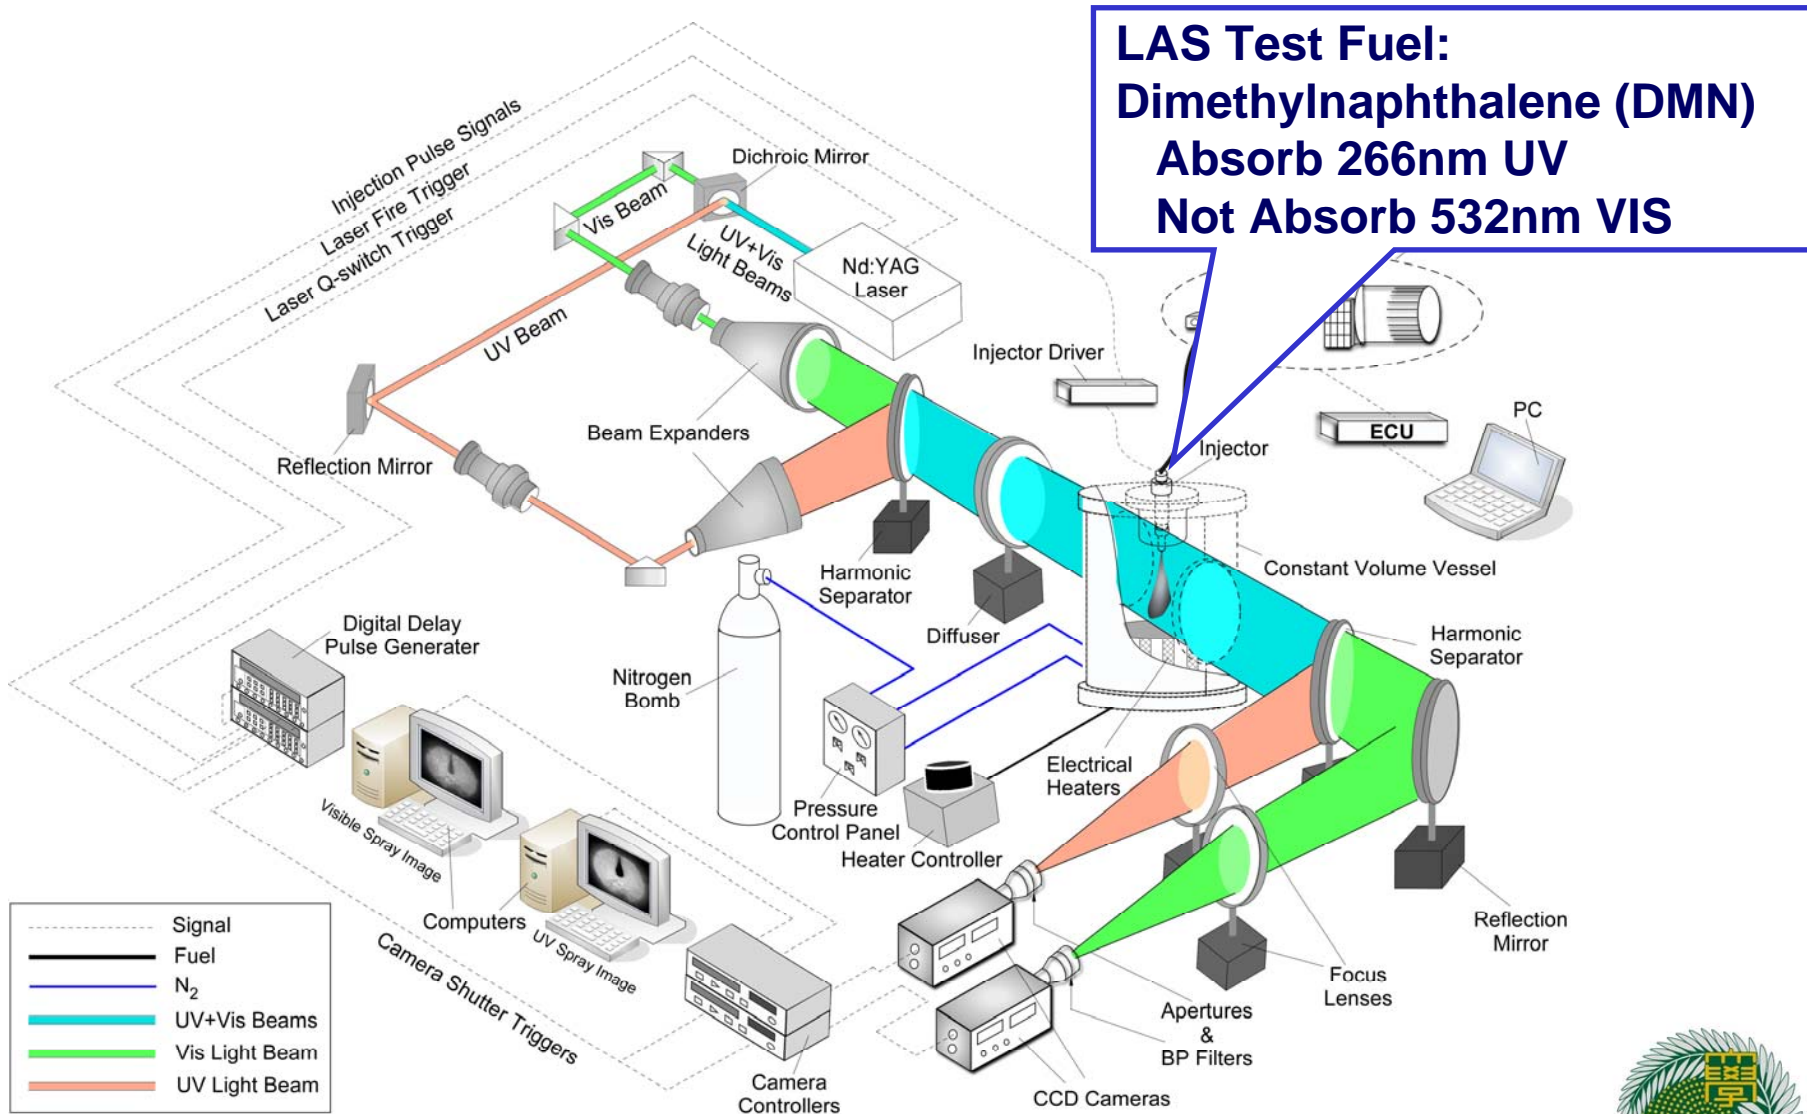 LAS Test Fuel:
Dimethylnaphthalene (DMN)
Absorb 266nm UV
Not Absorb 532nm VIS
Injection Pulse Signals
Laser Fire Trigger
Laser Q-switch Trigger
Dichroic Mirror
Vis Beam
UV+Vis
Light Beams
Nd:YAG
Laser
UV Beam
Injector Driver
PC
ECU
Beam Expanders
Injector
Reflection Mirror
Harmonic
Separator
Constant Volume Vessel
Diffuser
Harmonic
Separator
Digital Delay
Pulse Generater
Nitrogen
Bomb
Electrical
Heaters
Pressure
Control Panel
Heater Controller
Visible Spray Image
Computers
UV Spray Image
Camera Shutter Triggers
Reflection
Mirror
Focus
Lenses
Apertures
&
BP Filters
Camera
Controllers
CCD Cameras
Signal
Fuel
N2
UV+Vis Beams
Vis Light Beam
UV Light Beam
學